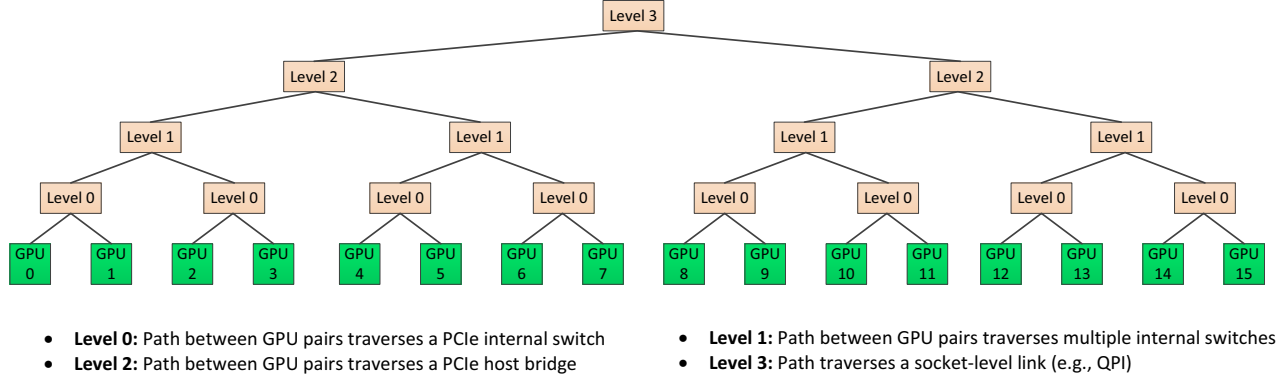 Level 3
Level 2 Level 2
Level 1 Level 1 Level 1 Level 1
Level 0 Level 0 Level 0 Level 0 Level 0 Level 0 Level 0 Level 0
GPU GPU GPU GPU GPU GPU GPU GPU GPU GPU GPU GPU GPU GPU GPU GPU
0 1 2 3 4 5 6 7 8 9 10 11 12 13 14 15
• Level 0: Path between GPU pairs traverses a PCIe internal switch
• Level 2: Path between GPU pairs traverses a PCIe host bridge
• Level 1: Path between GPU pairs traverses multiple internal switches
• Level 3: Path traverses a socket-level link (e.g., QPI)